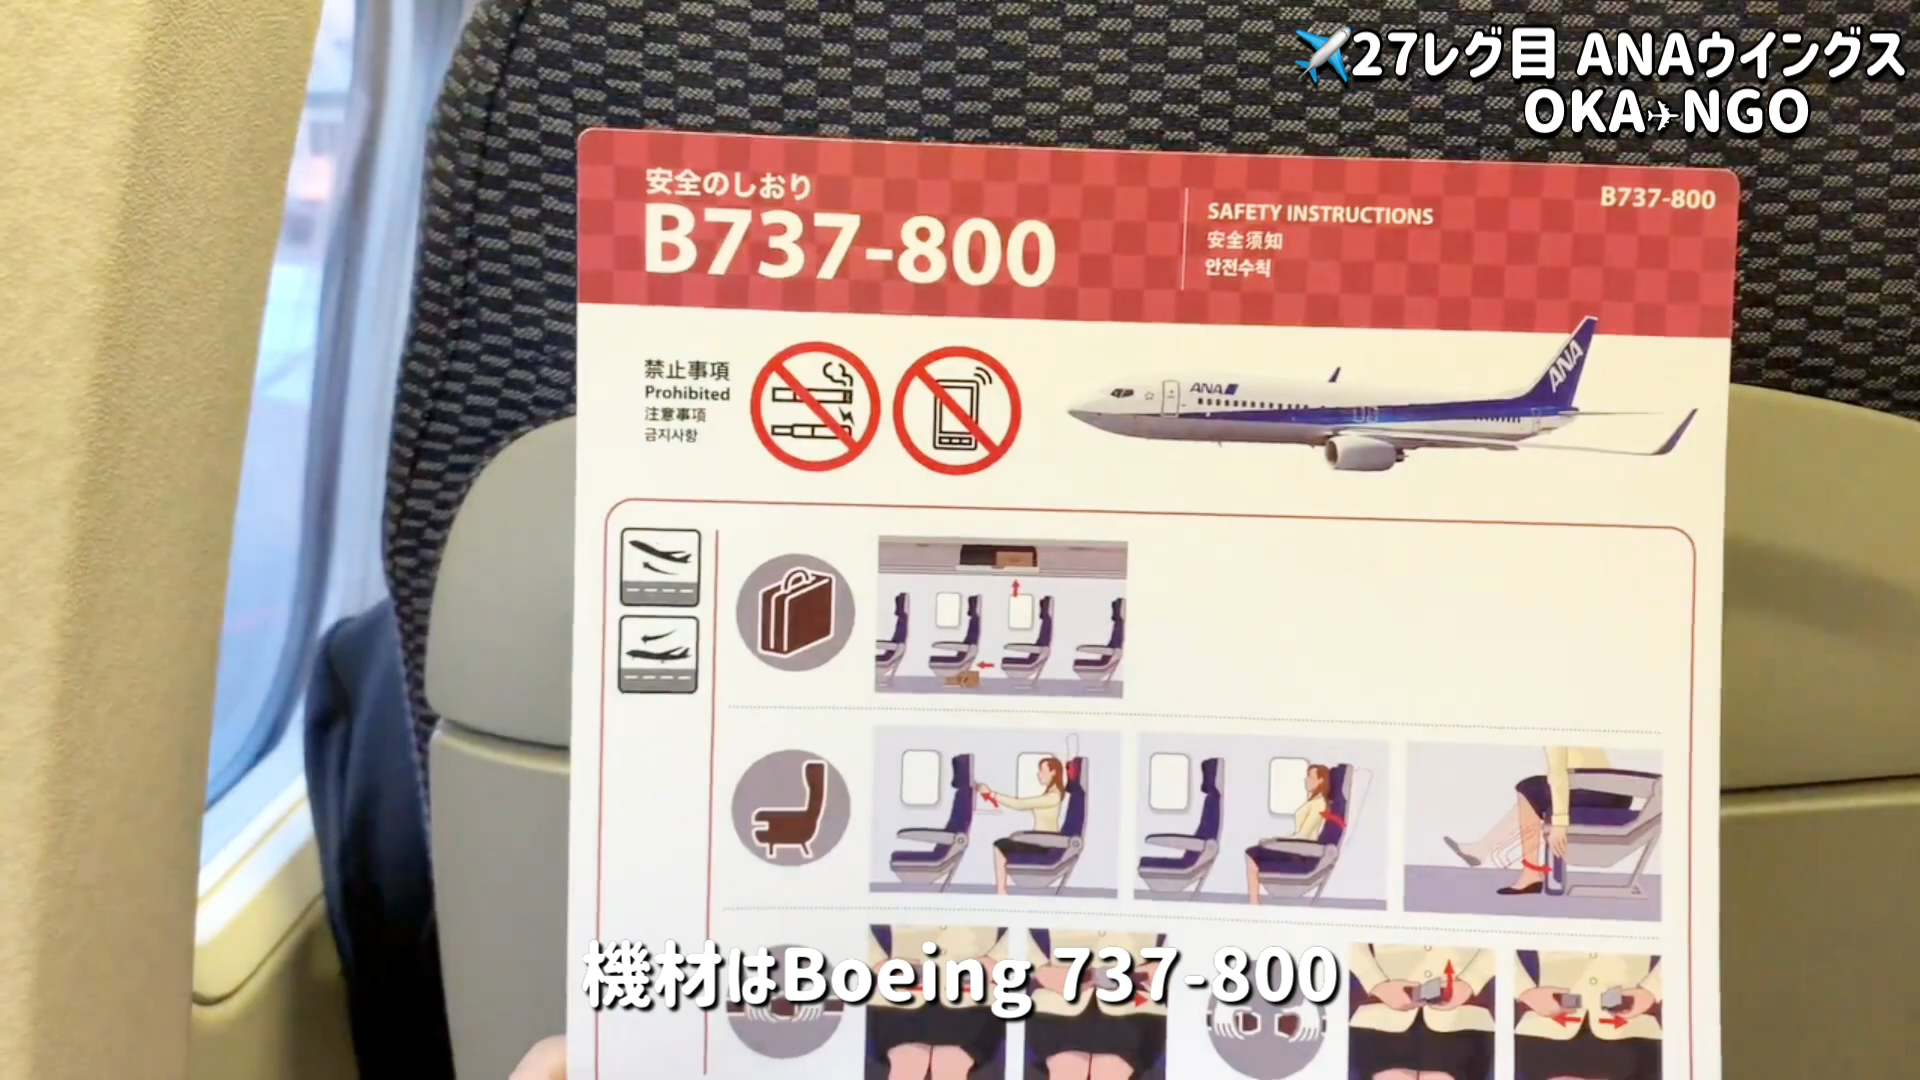 ✈️27レグ目 ANAウイングス
OKA✈NGO
安全のしおり
B737-800
SAFETY INSTRUCTIONS
安全须知
안전수칙
B737-800
禁止事項
Prohibited
注意事項
금지사항
ANA
ANA
機材はBoeing 737-800